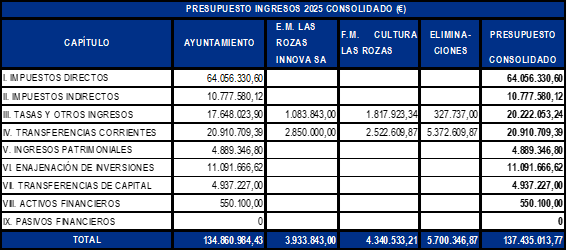 PRESUPUESTO INGRESOS 2025 CONSOLIDADO (€)
CAPÍTULO AYUNTAMIENTO E.M. LAS ROZAS INNOVA SA F.M. CULTURA LAS ROZAS ELIMINA-CIONES PRESUPUESTO CONSOLIDADO
I. IMPUESTOS DIRECTOS 64.056.330,60 64.056.330,60
II. IMPUESTOS INDIRECTOS 10.777.580,12 10.777.580,12
III. TASAS Y OTROS INGRESOS 17.648.023,90 1.083.843,00 1.817.923,34 327.737,00 20.222.053,24
IV. TRANSFERENCIAS CORRIENTES 20.910.709,39 2.850.000,00 2.522.609,87 5.372.609,87 20.910.709,39
V. INGRESOS PATRIMONIALES 4.889.346,80 4.889.346,80
VI. ENAJENACIÓN DE INVERSIONES 11.091.666,62 11.091.666,62
VII. TRANSFERENCIAS DE CAPITAL 4.937.227,00 4.937.227,00
VIII. ACTIVOS FINANCIEROS 550.100,00 550.100,00
IX. PASIVOS FINANCIEROS 0 0
TOTAL 134.860.984,43 3.933.843,00 4.340.533,21 5.700.346,87 137.435.013,77